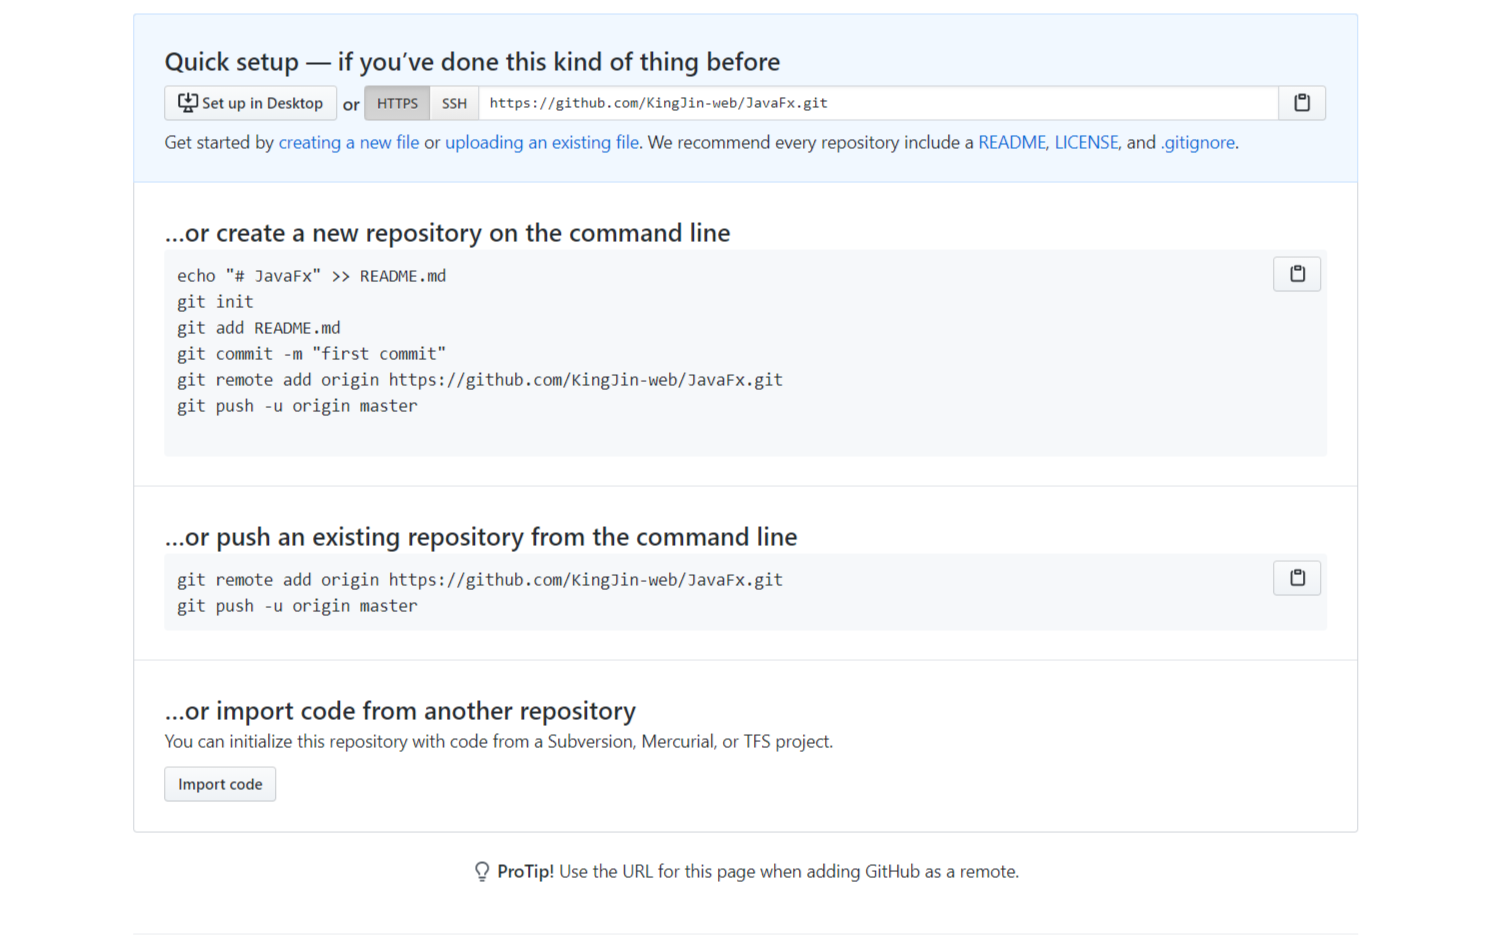 Quick setup — if you’ve done this kind of thing before
Set up in Desktop or HTTPS SSH https://github.com/KingJin-web/JavaFx.git
Get started by creating a new file or uploading an existing file. We recommend every repository include a README, LICENSE, and .gitignore.
…or create a new repository on the command line
echo "# JavaFx" >> README.md
git init
git add README.md
git commit -m "first commit"
git remote add origin https://github.com/KingJin-web/JavaFx.git
git push -u origin master
…or push an existing repository from the command line
git remote add origin https://github.com/KingJin-web/JavaFx.git
git push -u origin master
…or import code from another repository
You can initialize this repository with code from a Subversion, Mercurial, or TFS project.
Import code
ProTip! Use the URL for this page when adding GitHub as a remote.